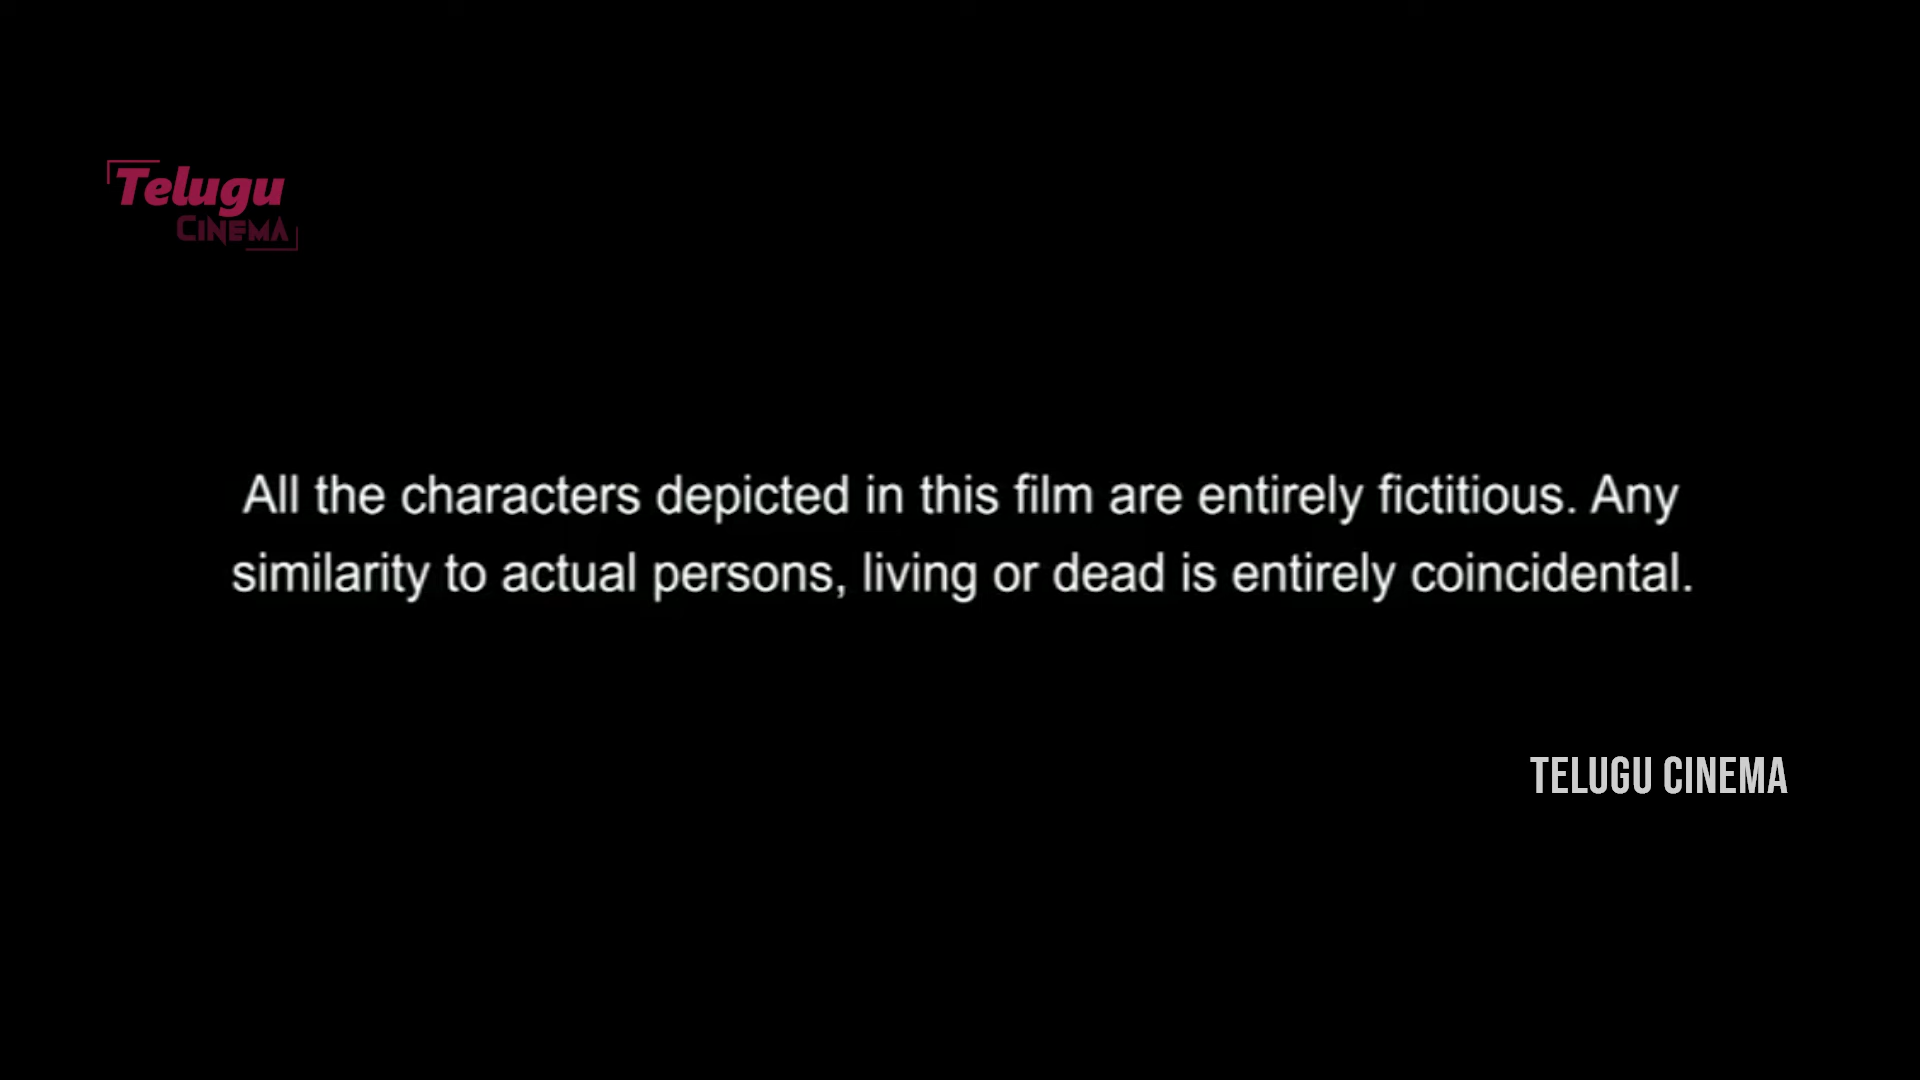 Telugu
CINEMA
All the characters depicted in this film are entirely fictitious. Any
similarity to actual persons, living or dead is entirely coincidental.
TELUGU CINEMA